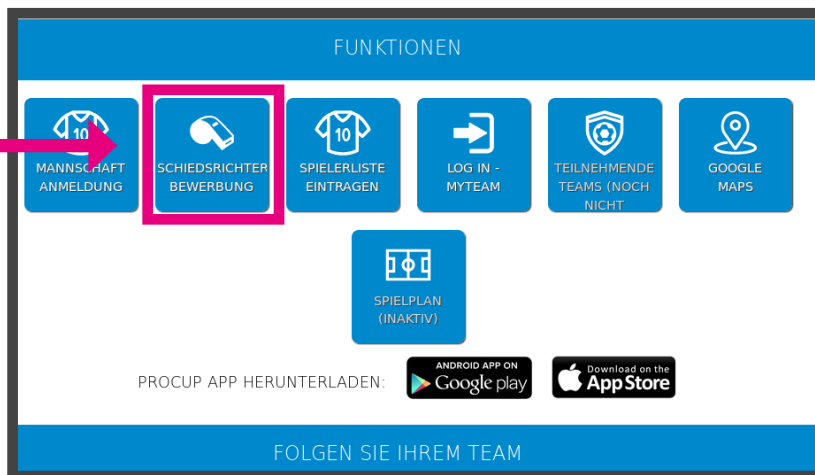 FUNKTIONEN
10
MANNSCHAFT
ANMELDUNG
SCHIEDSRICHTER
BEWERBUNG
10
SPIELERLISTE
EINTRAGEN
LOG IN -
MYTEAM
TEILNEHMENDE
TEAMS (NOCH
NICHT
GOOGLE
MAPS
SPIELPLAN
(INAKTIV)
PROCUP APP HERUNTERLADEN:
ANDROID APP ON
Google play
Download on the
App Store
FOLGEN SIE IHREM TEAM